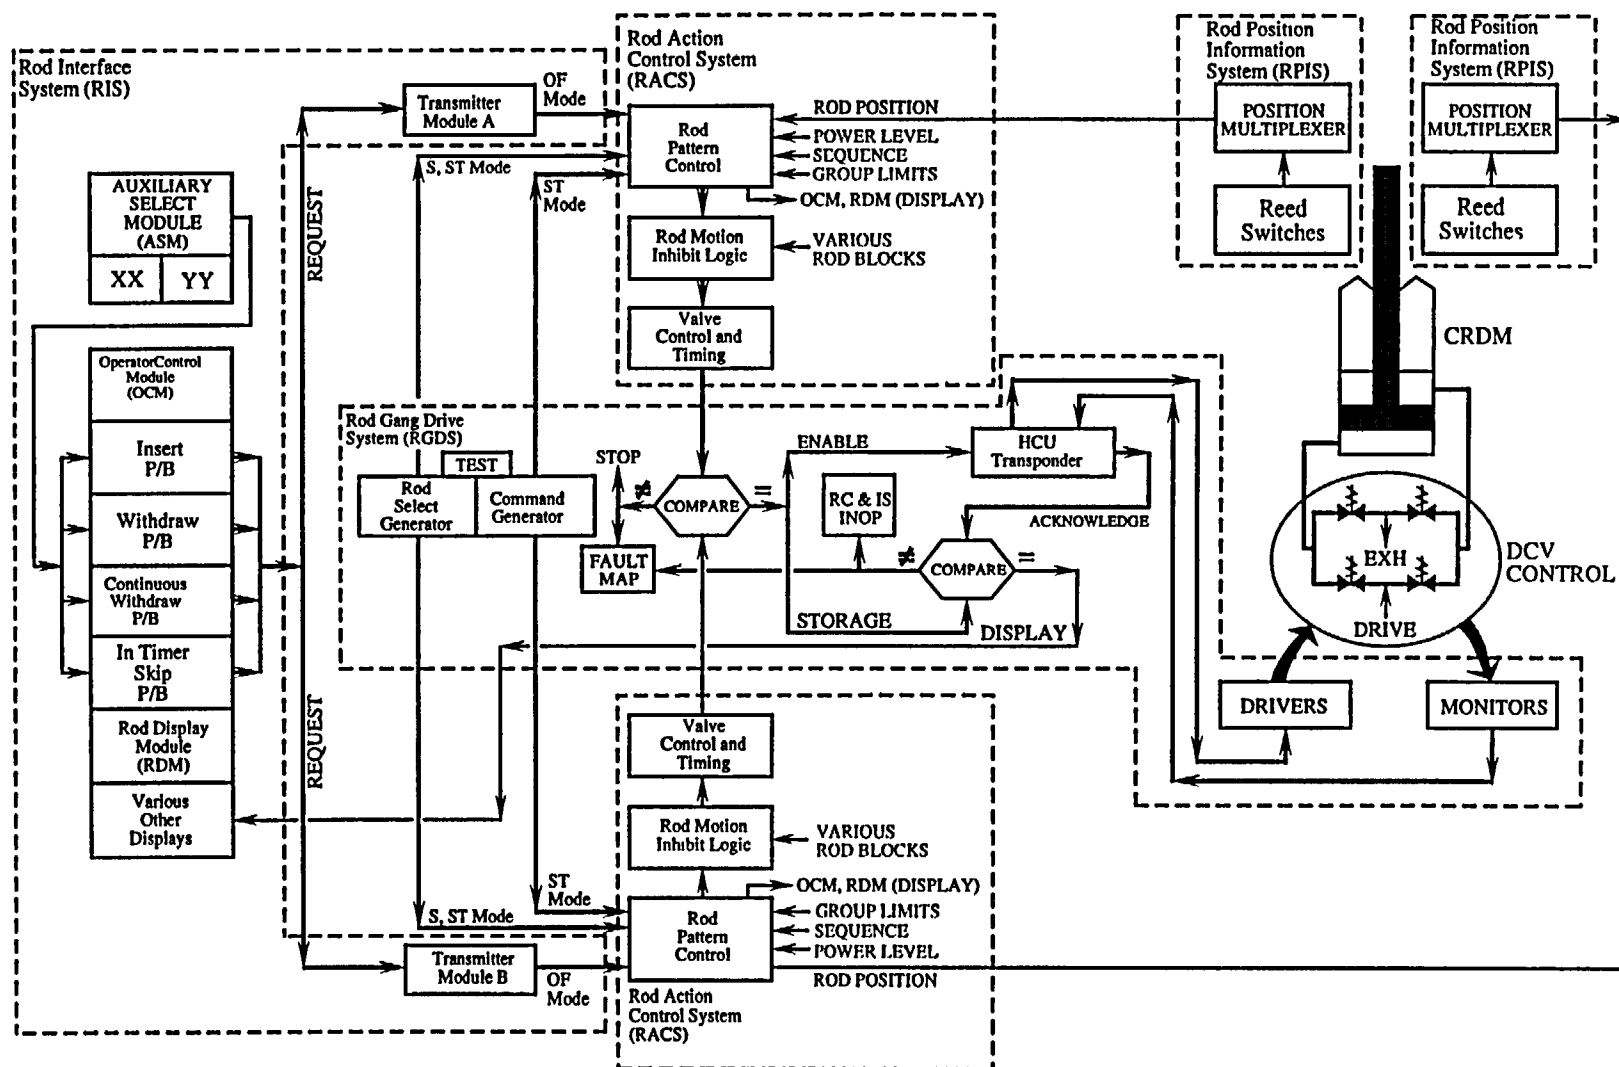 Rod Interface
System (RIS)
AUXILIARY
SELECT
MODULE
(ASM)
XX
YY
OperatorControl
Module
(OCM)
Insert
P/B
Withdraw
P/B
Continuous
Withdraw
P/B
In Timer
Skip
P/B
Rod Display
Module
(RDM)
Various
Other
Displays
REQUEST
REQUEST
Transmitter
Module A
OF
Mode
S, ST Mode
ST
Mode
Rod Action
Control System
(RACS)
Rod
Pattern
Control
ROD POSITION
POWER LEVEL
SEQUENCE
GROUP LIMITS
OCM, RDM (DISPLAY)
Rod Motion
Inhibit Logic
VARIOUS
ROD BLOCKS
Valve
Control and
Timing
Rod Position
Information
System (RPIS)
POSITION
MULTIPLEXER
Reed
Switches
Rod Position
Information
System (RPIS)
POSITION
MULTIPLEXER
Reed
Switches
CRDM
Rod Gang Drive
System (RGDS)
TEST
Rod
Select
Generator
Command
Generator
STOP
≠
COMPARE
=
FAULT
MAP
ENABLE
HCU
Transponder
RC & IS
INOP
ACKNOWLEDGE
≠
COMPARE
=
STORAGE
DISPLAY
EXH
DRIVE
DCV
CONTROL
DRIVERS
MONITORS
Valve
Control and
Timing
Rod Motion
Inhibit Logic
VARIOUS
ROD BLOCKS
ST
Mode
S, ST Mode
Rod
Pattern
Control
OCM, RDM (DISPLAY)
GROUP LIMITS
SEQUENCE
POWER LEVEL
ROD POSITION
Transmitter
Module B
OF
Mode
Rod Action
Control System
(RACS)